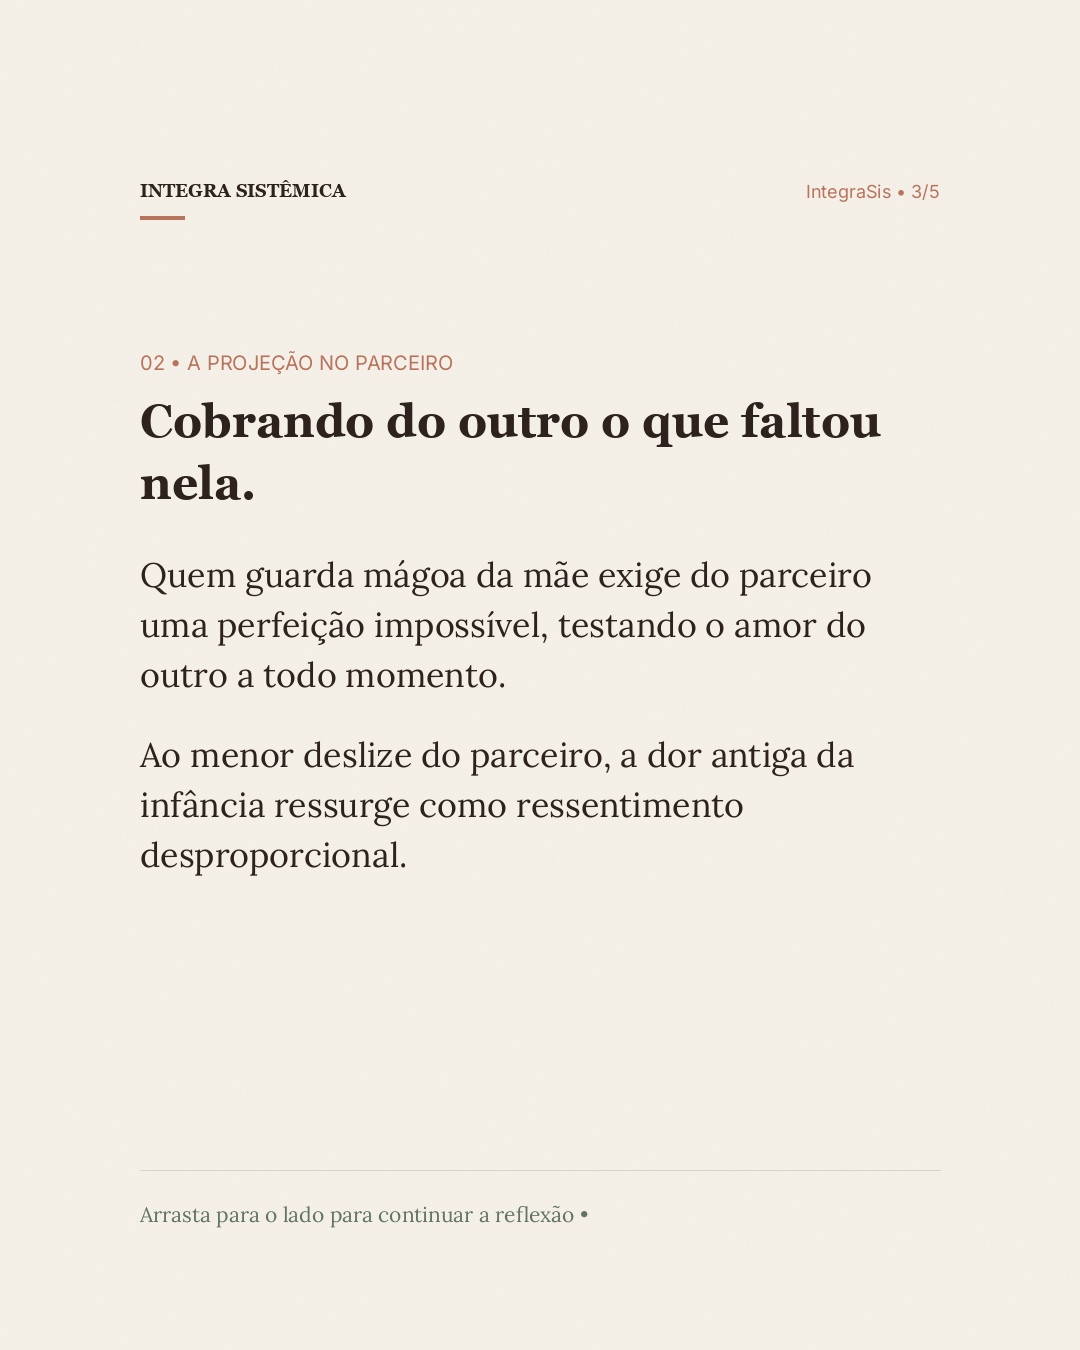 INTEGRA SISTÊMICA
IntegraSis • 3/5
02 • A PROJEÇÃO NO PARCEIRO
Cobrando do outro o que faltou
nela.
Quem guarda mágoa da mãe exige do parceiro
uma perfeição impossível, testando o amor do
outro a todo momento.
Ao menor deslize do parceiro, a dor antiga da
infância ressurge como ressentimento
desproporcional.
Arrasta para o lado para continuar a reflexão •